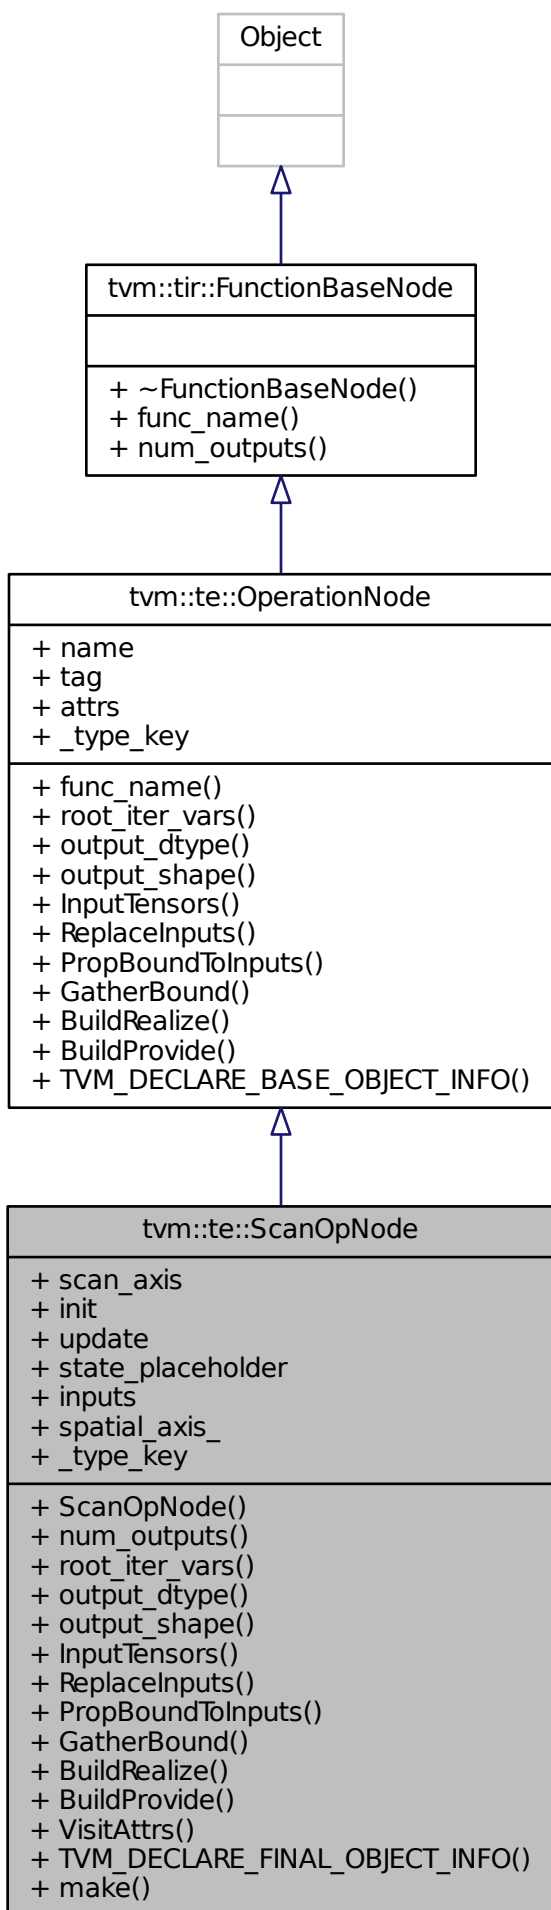 Object
tvm::tir::FunctionBaseNode
+ ~FunctionBaseNode()
+ func_name()
+ num_outputs()
tvm::te::OperationNode
+ name
+ tag
+ attrs
+ _type_key
+ func_name()
+ root_iter_vars()
+ output_dtype()
+ output_shape()
+ InputTensors()
+ ReplaceInputs()
+ PropBoundToInputs()
+ GatherBound()
+ BuildRealize()
+ BuildProvide()
+ TVM_DECLARE_BASE_OBJECT_INFO()
tvm::te::ScanOpNode
+ scan_axis
+ init
+ update
+ state_placeholder
+ inputs
+ spatial_axis_
+ _type_key
+ ScanOpNode()
+ num_outputs()
+ root_iter_vars()
+ output_dtype()
+ output_shape()
+ InputTensors()
+ ReplaceInputs()
+ PropBoundToInputs()
+ GatherBound()
+ BuildRealize()
+ BuildProvide()
+ VisitAttrs()
+ TVM_DECLARE_FINAL_OBJECT_INFO()
+ make()